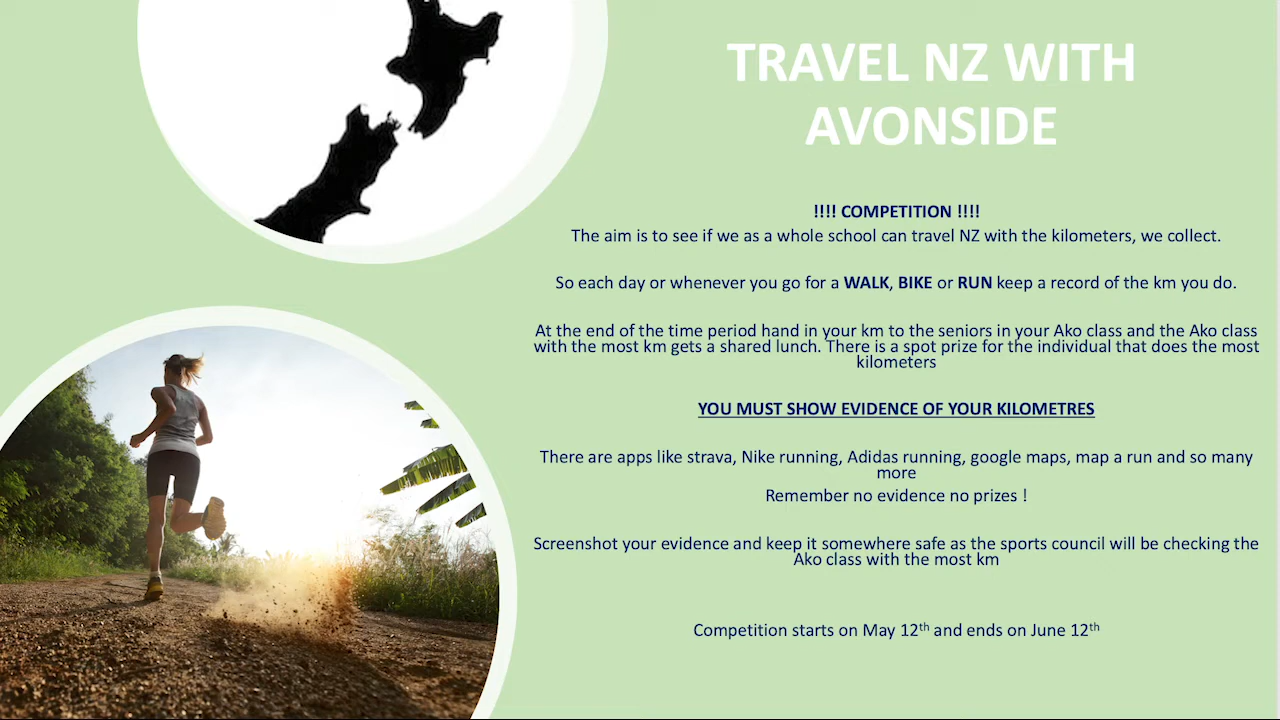 TRAVEL NZ WITH
AVONSIDE
!!!! COMPETITION !!!!
The aim is to see if we as a whole school can travel NZ with the kilometers, we collect.
So each day or whenever you go for a WALK, BIKE or RUN keep a record of the km you do.
At the end of the time period hand in your km to the seniors in your Ako class and the Ako class
with the most km gets a shared lunch. There is a spot prize for the individual that does the most
kilometers
YOU MUST SHOW EVIDENCE OF YOUR KILOMETRES
There are apps like strava, Nike running, Adidas running, google maps, map a run and so many
more
Remember no evidence no prizes !
Screenshot your evidence and keep it somewhere safe as the sports council will be checking the
Ako class with the most km
Competition starts on May 12th and ends on June 12th